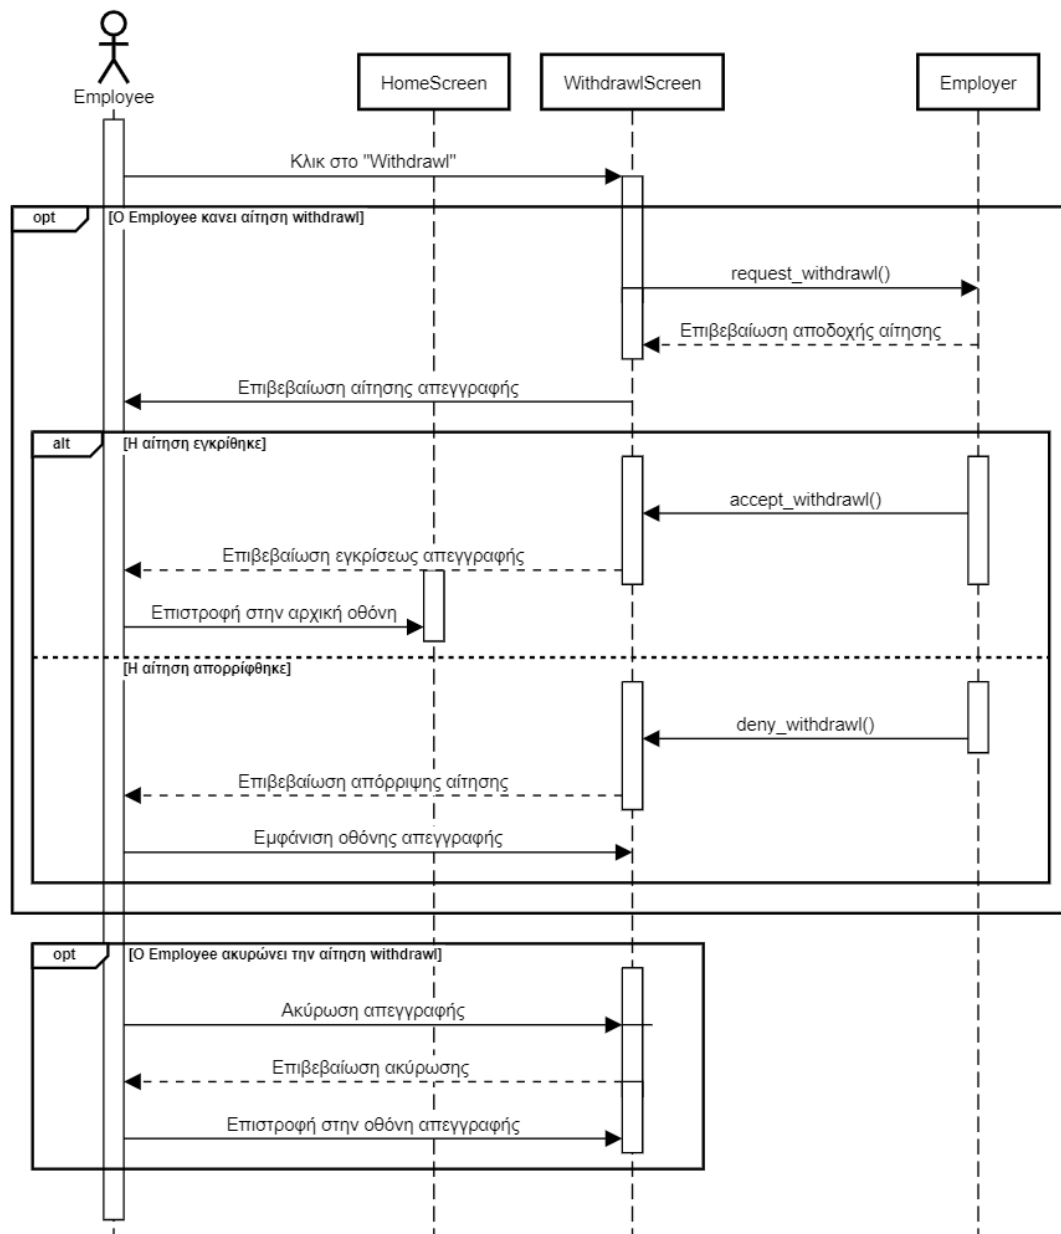 Employee
HomeScreen
WithdrawlScreen
Employer
Κλικ στο "Withdrawl"
opt
[Ο Employee κανει αίτηση withdrawl]
request_withdrawl()
Επιβεβαίωση αποδοχής αίτησης
Επιβεβαίωση αίτησης απεγγραφής
alt
[Η αίτηση εγκρίθηκε]
accept_withdrawl()
Επιβεβαίωση εγκρίσεως απεγγραφής
Επιστροφή στην αρχική οθόνη
[Η αίτηση απορρίφθηκε]
deny_withdrawl()
Επιβεβαίωση απόρριψης αίτησης
Εμφάνιση οθόνης απεγγραφής
opt
[Ο Employee ακυρώνει την αίτηση withdrawl]
Ακύρωση απεγγραφής
Επιβεβαίωση ακύρωσης
Επιστροφή στην οθόνη απεγγραφής